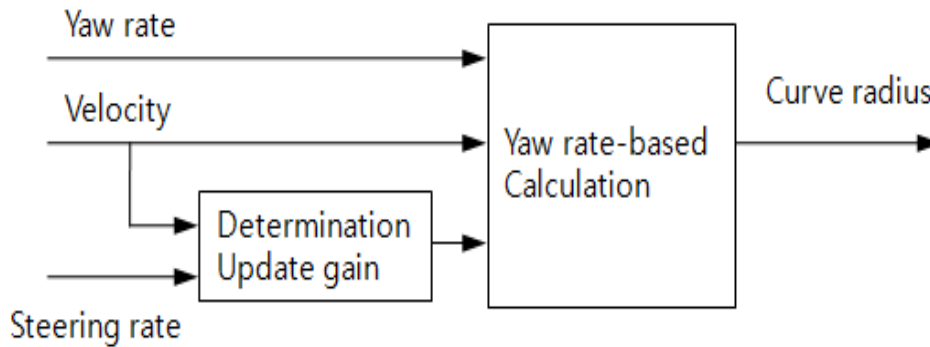 Yaw rate
Velocity
Curve radius
Yaw rate-based
Calculation
Determination
Update gain
Steering rate